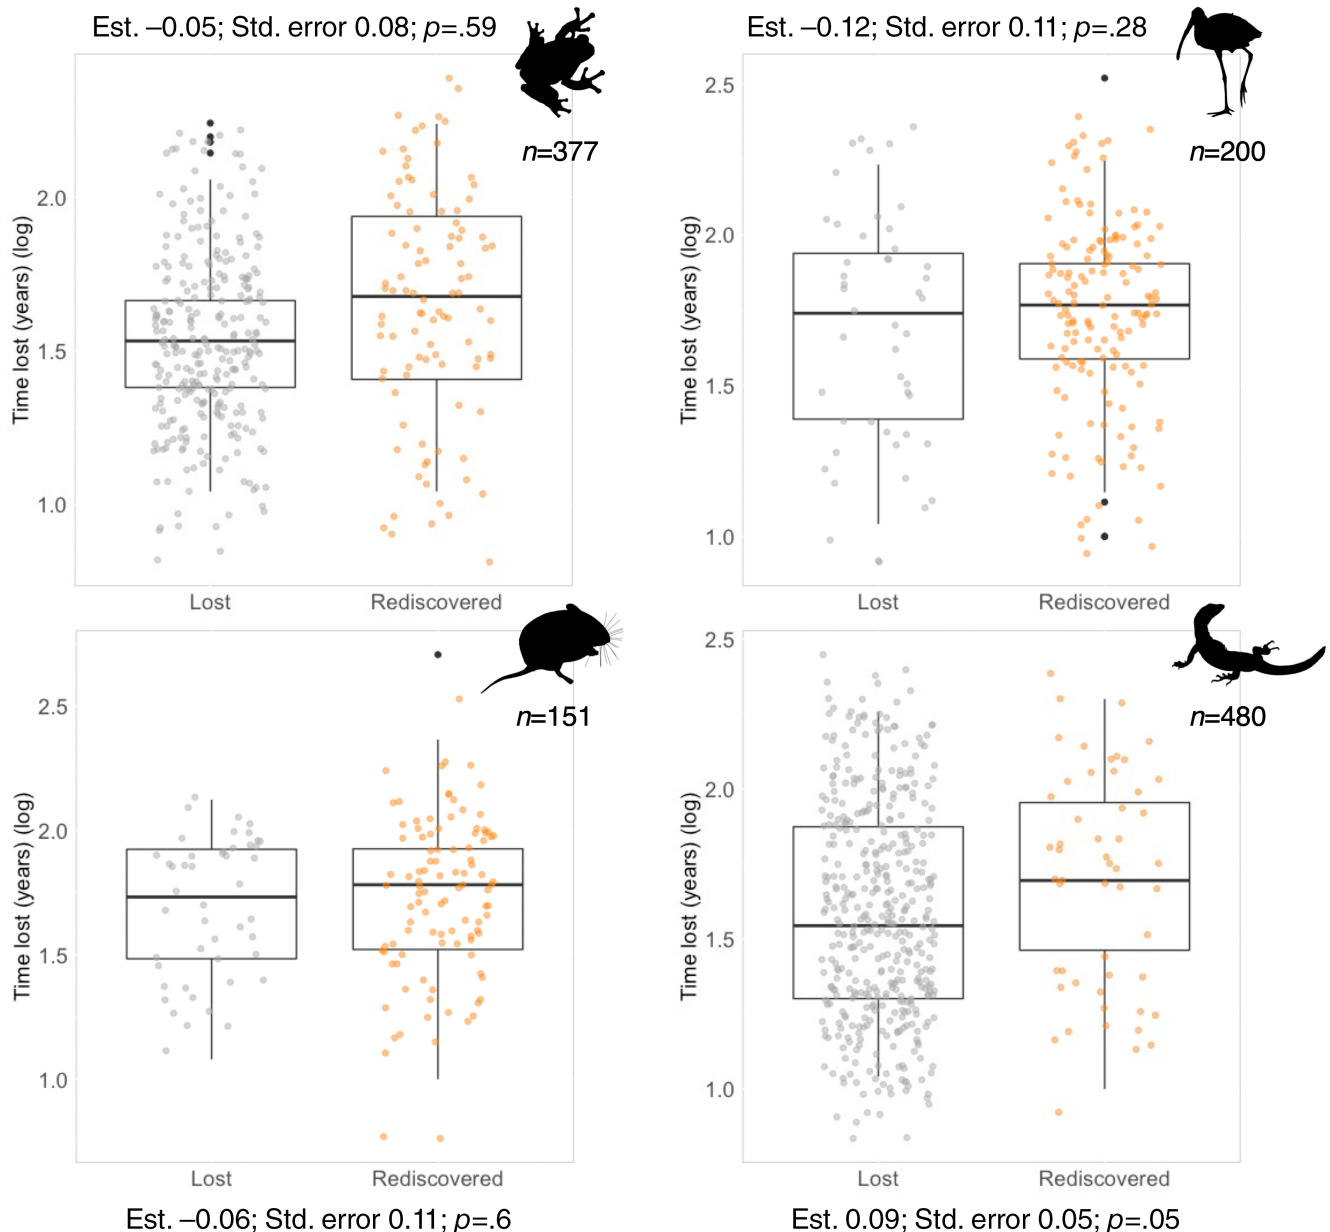 Est. –0.05; Std. error 0.08; p=.59
n=377
Time lost (years) (log)
2.0
1.5
1.0
Lost
Rediscovered
Est. –0.12; Std. error 0.11; p=.28
n=200
Time lost (years) (log)
2.5
2.0
1.5
1.0
Lost
Rediscovered
n=151
Time lost (years) (log)
2.5
2.0
1.5
1.0
Lost
Rediscovered
Est. –0.06; Std. error 0.11; p=.6
n=480
Time lost (years) (log)
2.5
2.0
1.5
1.0
Lost
Rediscovered
Est. 0.09; Std. error 0.05; p=.05